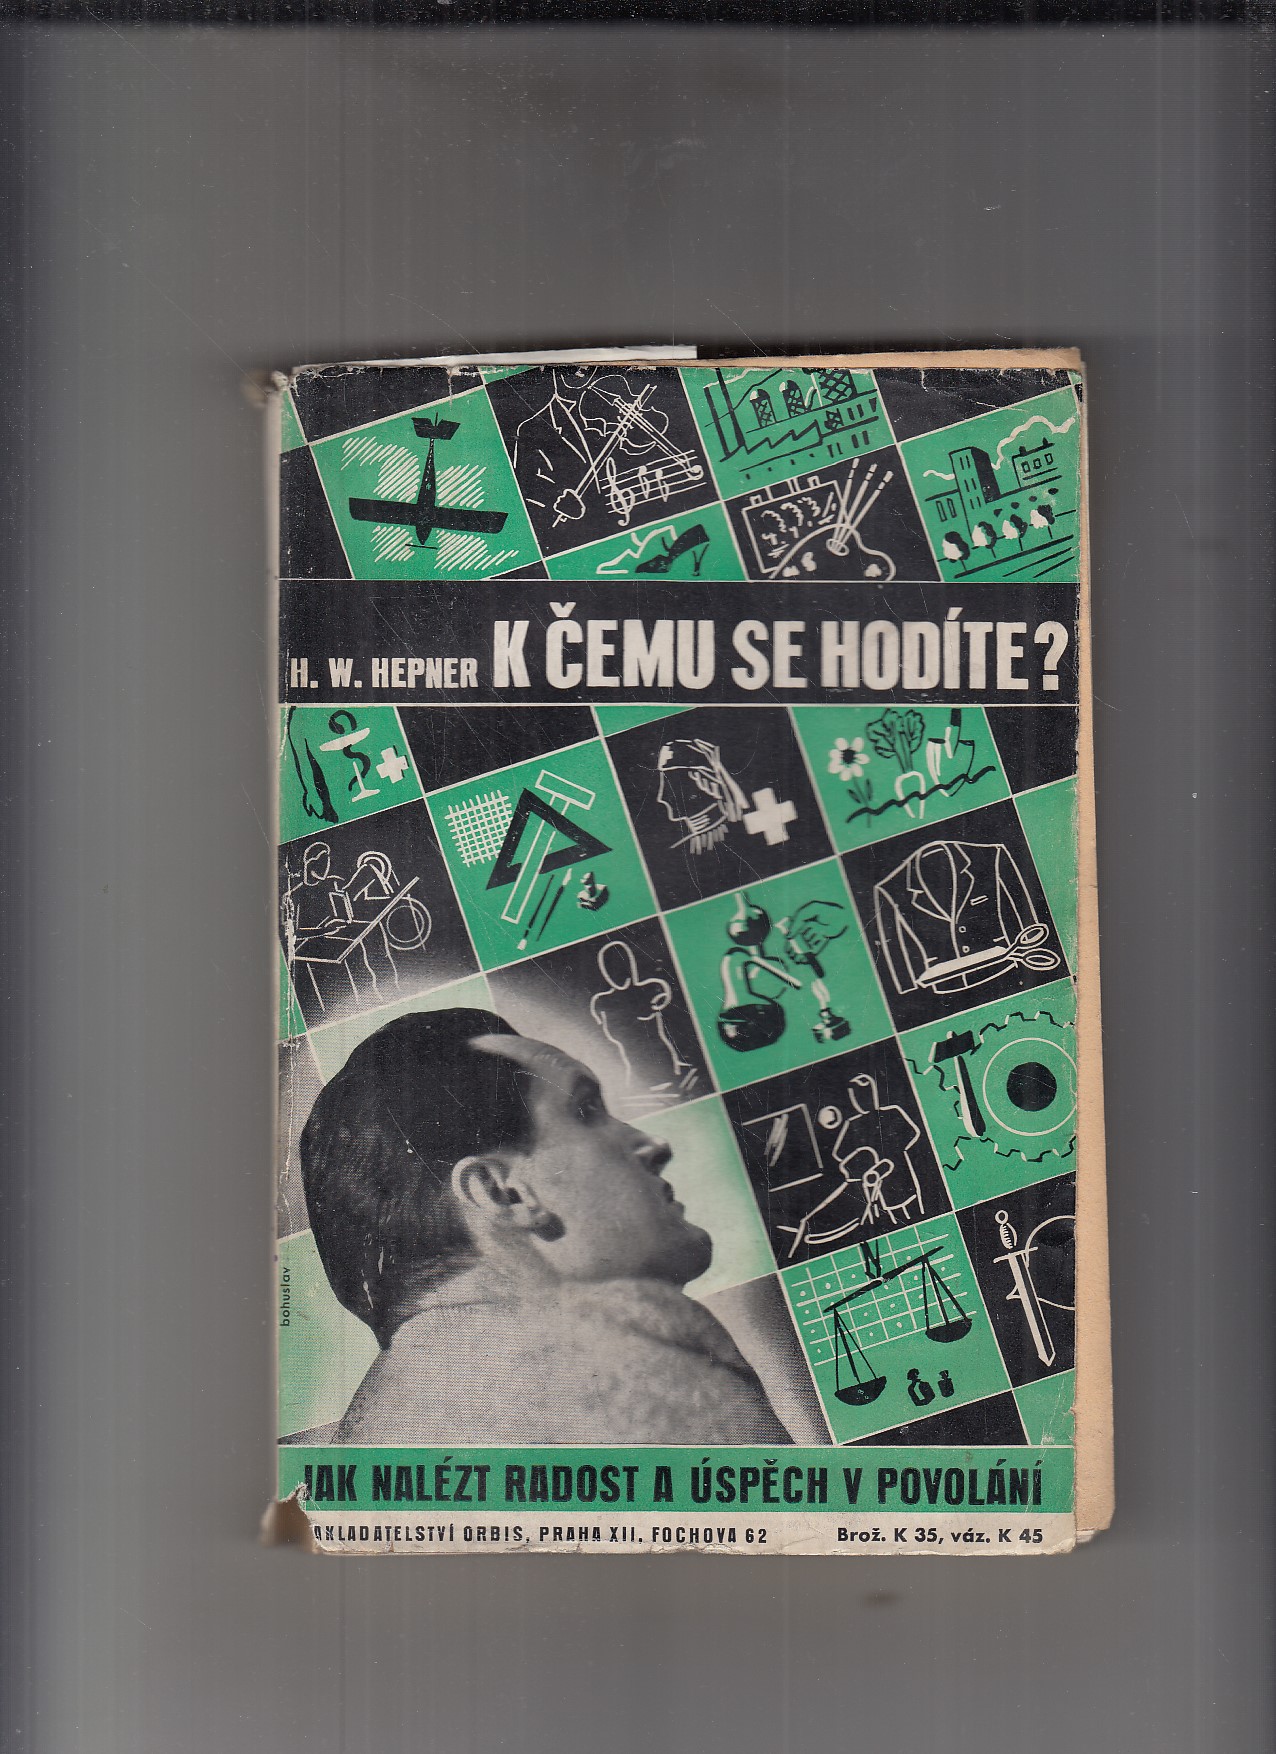 H. W. HEPNER K ČEMU SE HODÍTE?
bohuslav
JAK NALÉZT RADOST A ÚSPĚCH V POVOLÁNÍ
AKLADATELSTVÍ ORBIS, PRAHA XII, FOCHOVA 62 Brož. K 35, váz. K 45